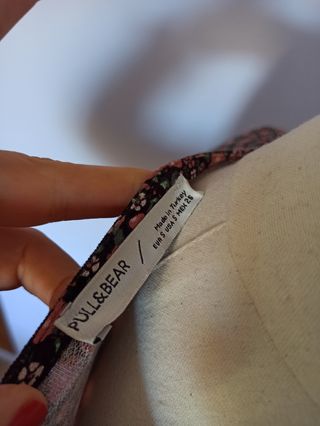 PULL&BEAR
Made in Turkey
EUR S USA S MEX 26